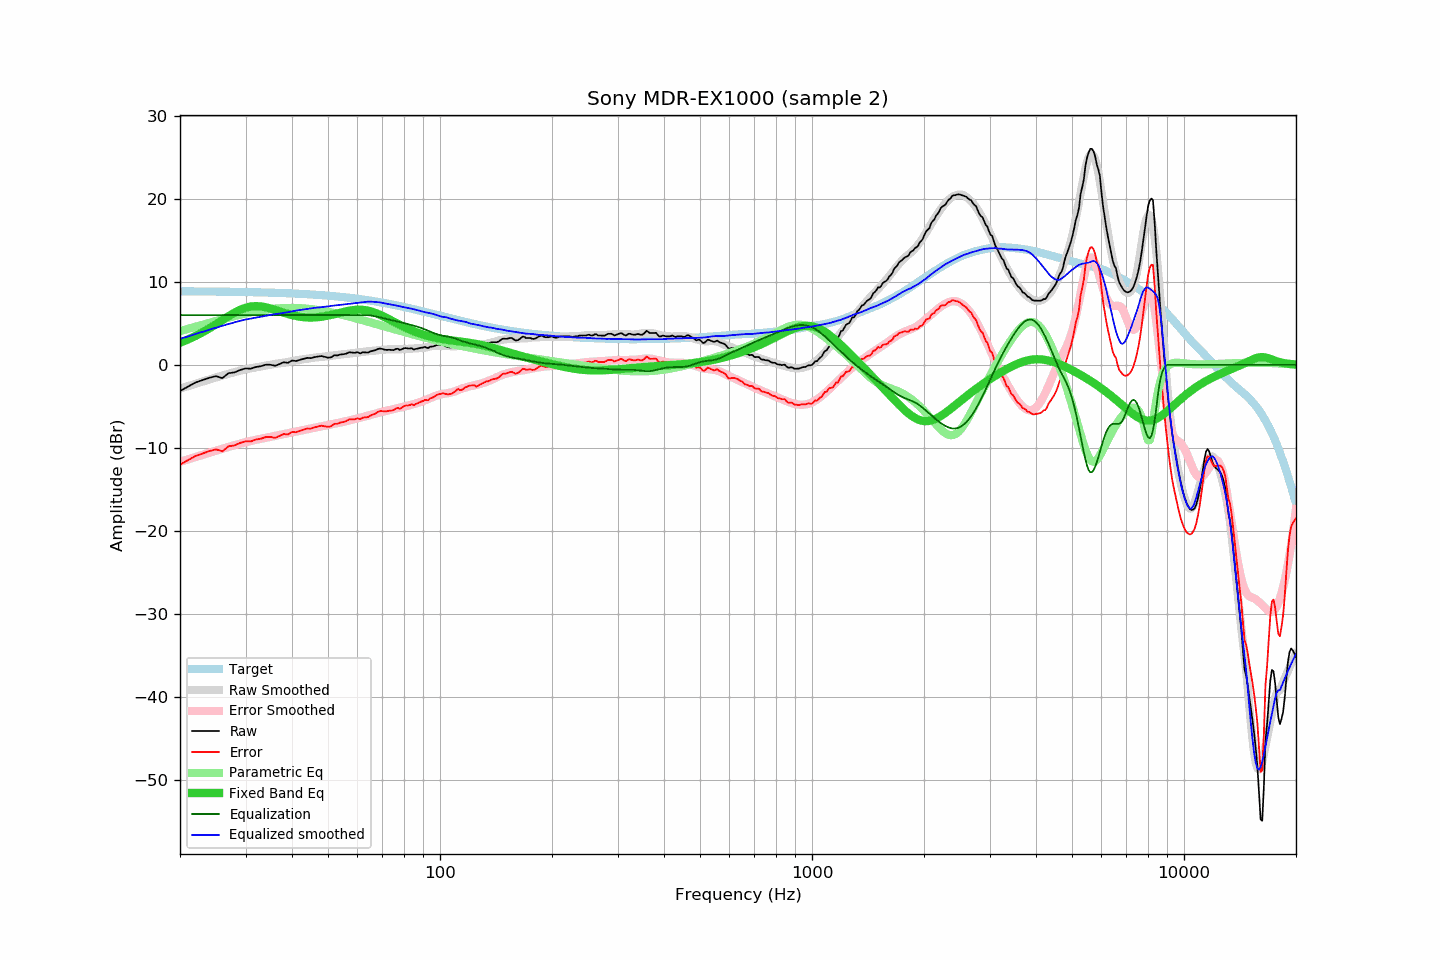 Sony MDR-EX1000 (sample 2)
30
20
10
0
−10
−20
−30
−40
−50
Amplitude (dBr)
Target
Raw Smoothed
Error Smoothed
Raw
Error
Parametric Eq
Fixed Band Eq
Equalization
Equalized smoothed
100
1000
10000
Frequency (Hz)